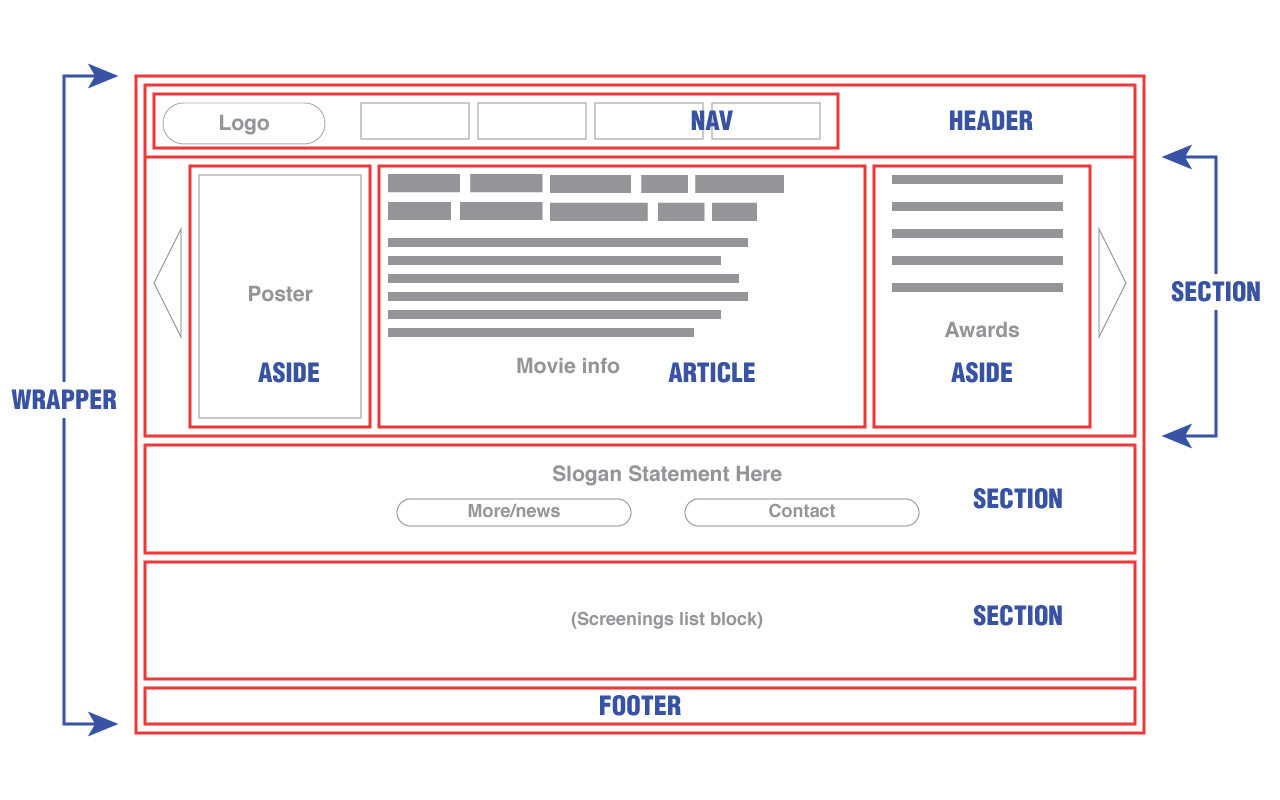 Logo
NAV
HEADER
Poster
ASIDE
Movie info
ARTICLE
Awards
ASIDE
SECTION
WRAPPER
Slogan Statement Here
More/news
Contact
SECTION
(Screenings list block)
SECTION
FOOTER